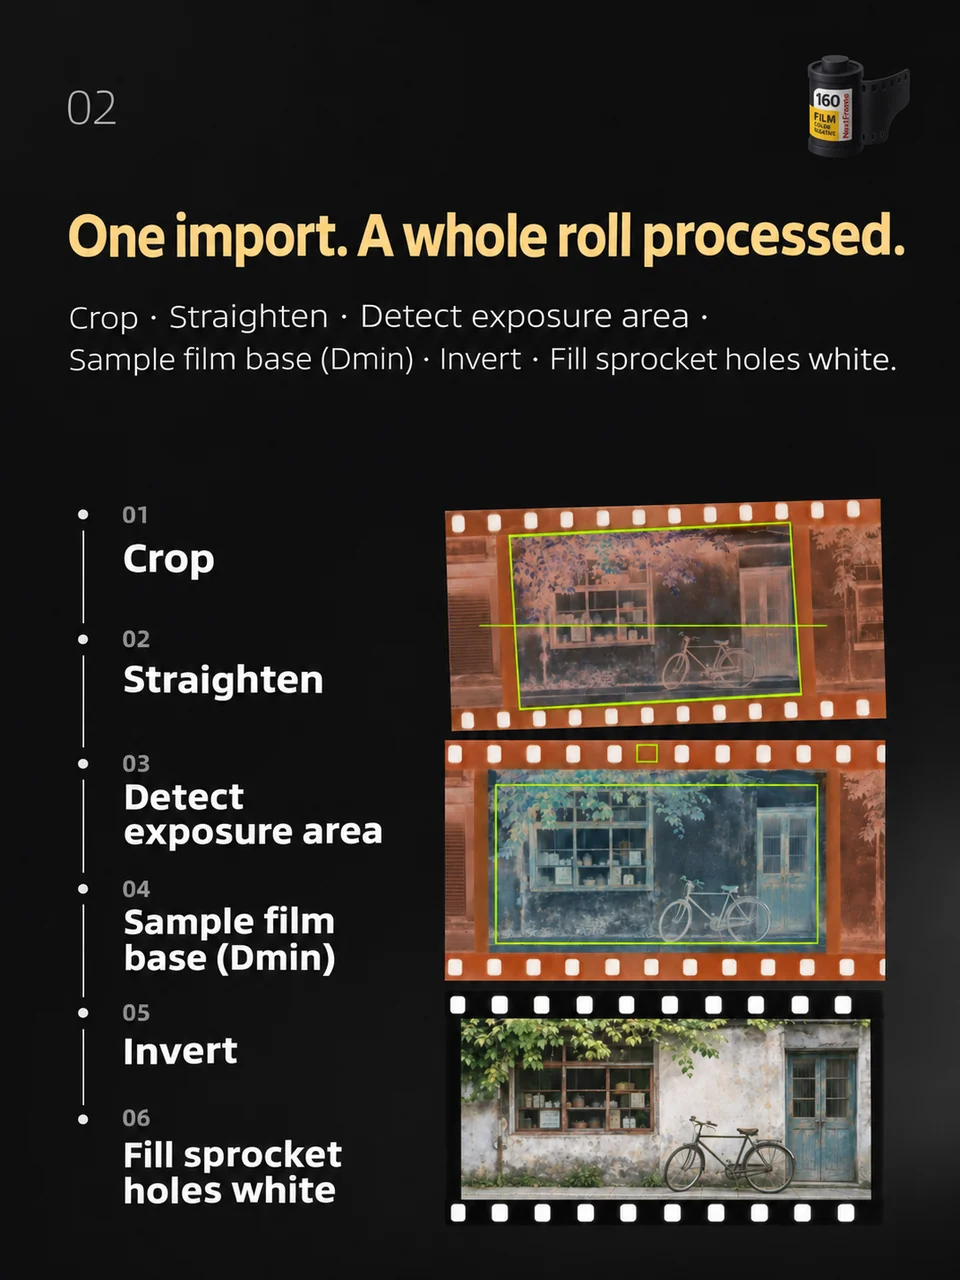 02
160
FILM
COLOR
NEGATIVE
One import. A whole roll processed.
Crop · Straighten · Detect exposure area ·
Sample film base (Dmin) · Invert · Fill sprocket holes white.
01
Crop
02
Straighten
03
Detect
exposure area
04
Sample film
base (Dmin)
05
Invert
06
Fill sprocket
holes white